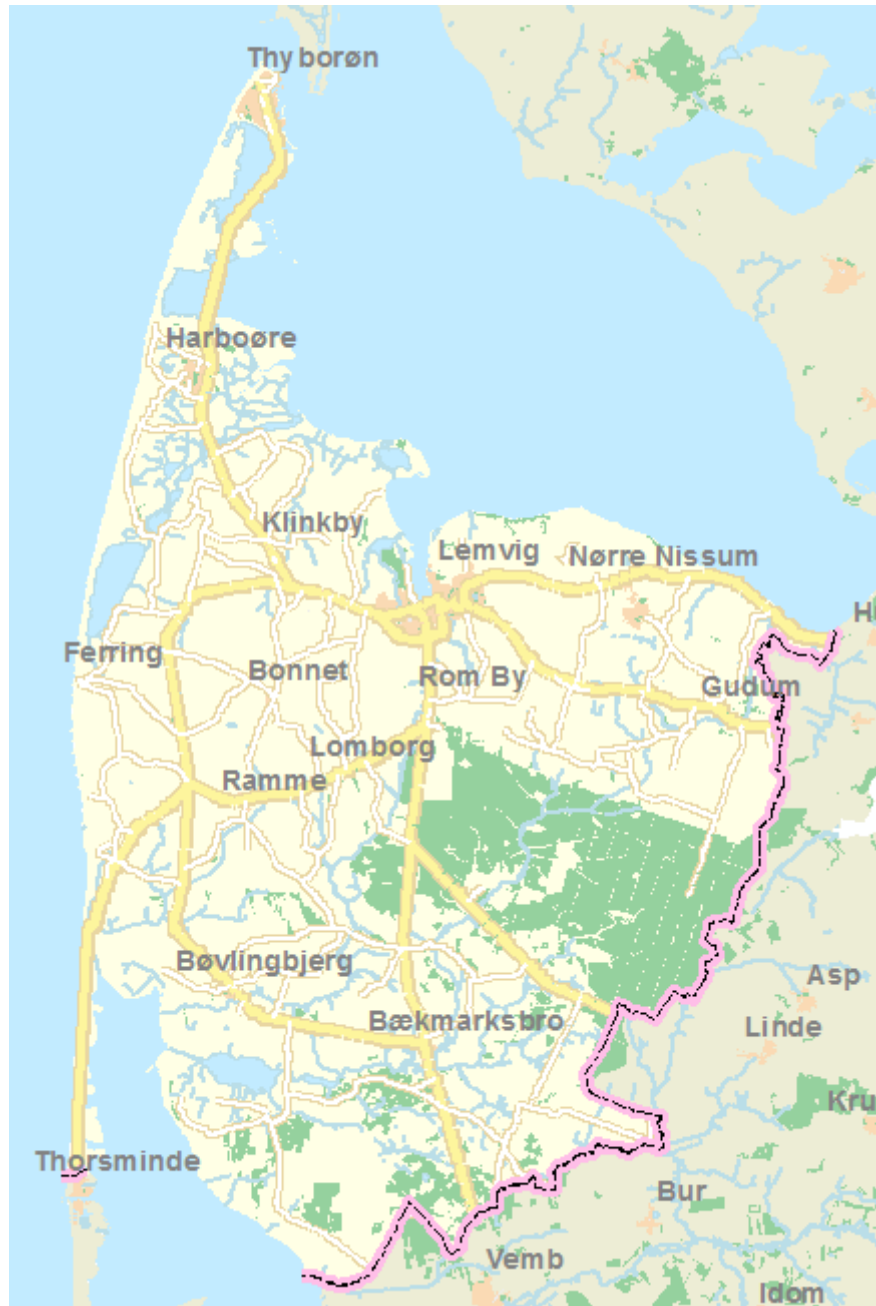 Thyborøn
Harboøre
Klinkby
Lemvig
Nørre Nissum
Ferring
Bonnet
Rom By
Gudum
Lomborg
Ramme
Bøvlingbjerg
Asp
Bækmarksbro
Linde
Thorsminde
Bur
Vemb
Idom